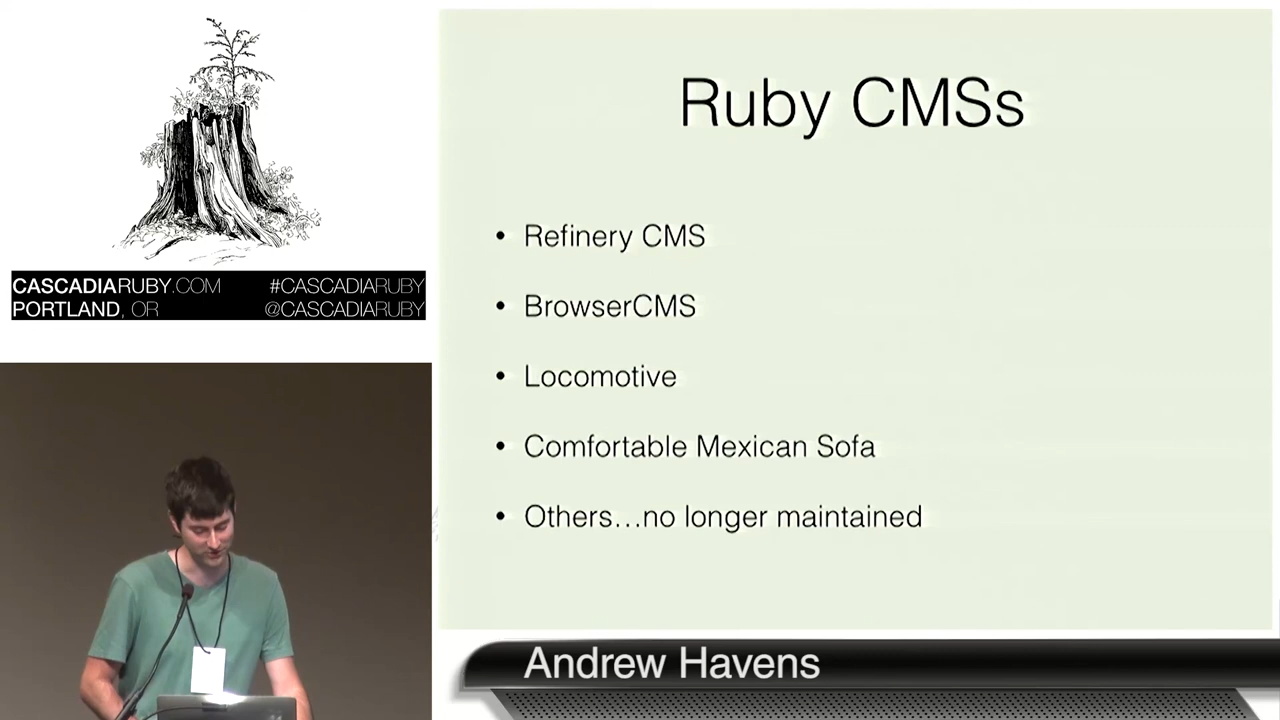 Ruby CMSs
• Refinery CMS
• BrowserCMS
• Locomotive
• Comfortable Mexican Sofa
• Others...no longer maintained
CASCADIARUBY.COM #CASCADIARUBY
PORTLAND, OR @CASCADIARUBY
Andrew Havens